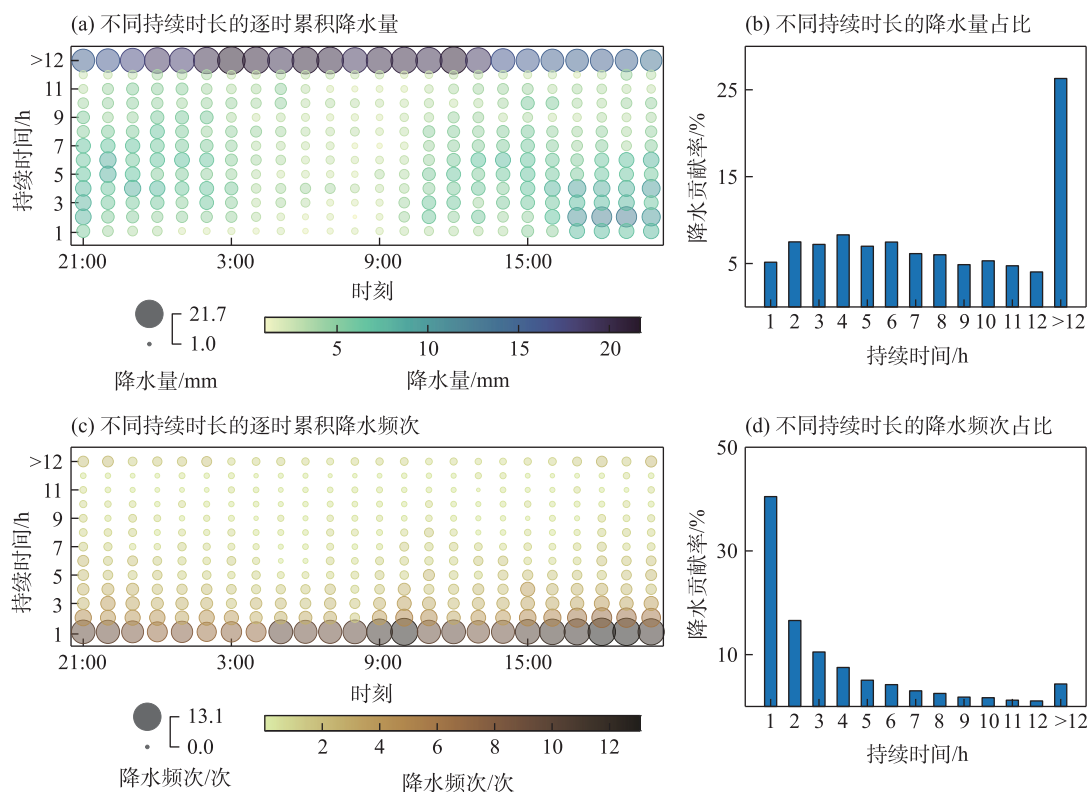 (a) 不同持续时长的逐时累积降水量
持续时间/h
>12
11
9
7
5
3
1
21:00 3:00 9:00 15:00
时刻
21.7
1.0
降水量/mm
5 10 15 20
降水量/mm
(b) 不同持续时长的降水量占比
降水贡献率/%
25
15
5
1 2 3 4 5 6 7 8 9 10 11 12 >12
持续时间/h
(c) 不同持续时长的逐时累积降水频次
持续时间/h
>12
11
9
7
5
3
1
21:00 3:00 9:00 15:00
时刻
13.1
0.0
降水频次/次
2 4 6 8 10 12
降水频次/次
(d) 不同持续时长的降水频次占比
降水贡献率/%
50
30
10
1 2 3 4 5 6 7 8 9 10 11 12 >12
持续时间/h